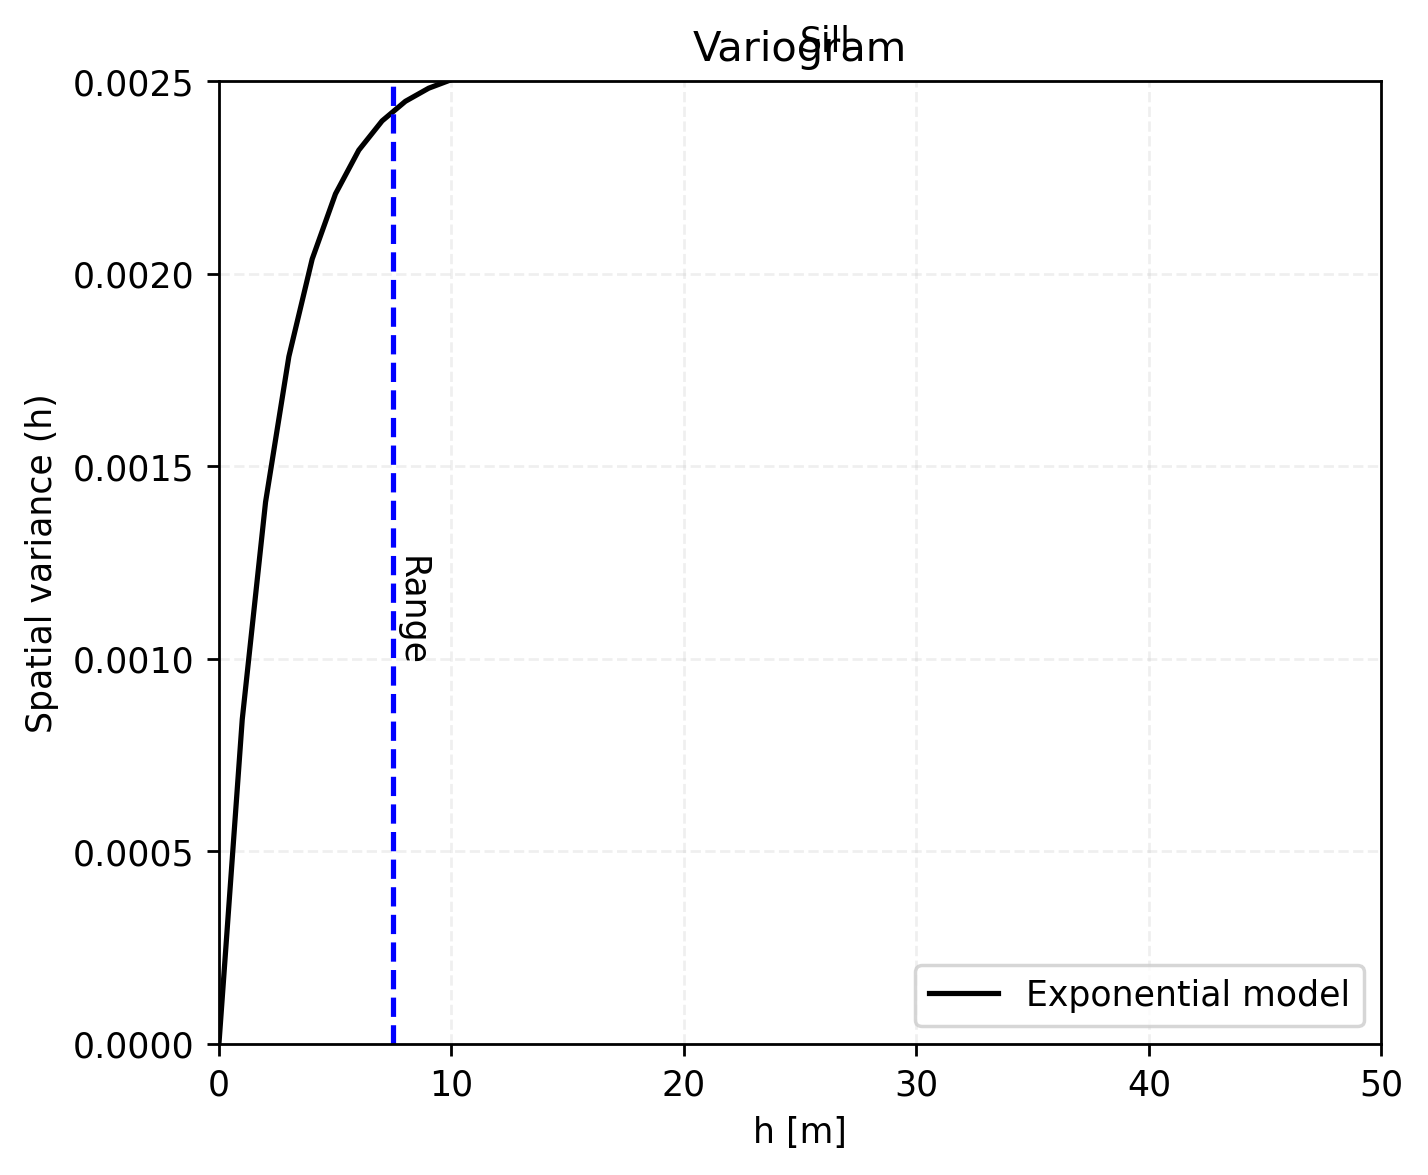 Sill
Variogram
0.0025
0.0020
0.0015
0.0010
0.0005
0.0000
Spatial variance (h)
Range
Exponential model
0 10 20 30 40 50
h [m]